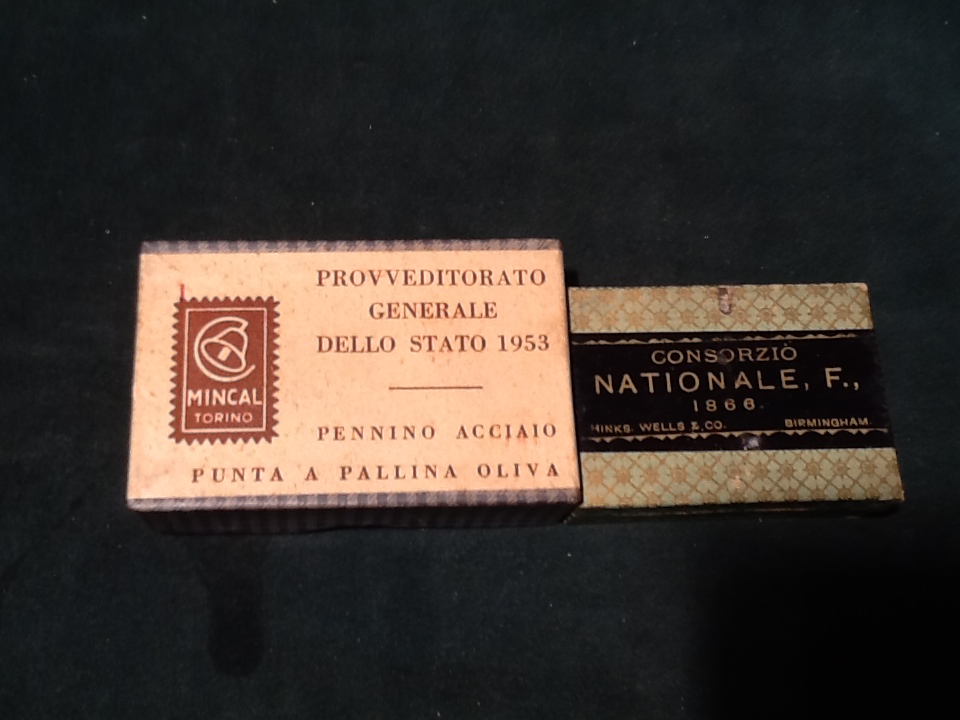 PROVVEDITORATO
GENERALE
DELLO STATO 1953
MINCAL
TORINO
PENNINO ACCIAIO
PUNTA A PALLINA OLIVA
CONSORZIO
NATIONALE, F.,
1866
HINKS. WELLS & CO. BIRMINGHAM.